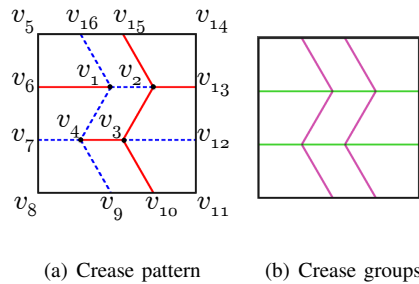 v5 v16 v15 v14
v6 v1 v2 v13
v7 v4 v3 v12
v8 v9 v10 v11
(a) Crease pattern (b) Crease groups